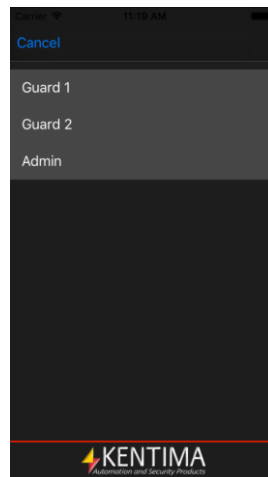 Carrier 11:19 AM
Cancel
Guard 1
Guard 2
Admin
KENTIMA
Automation and Security Products